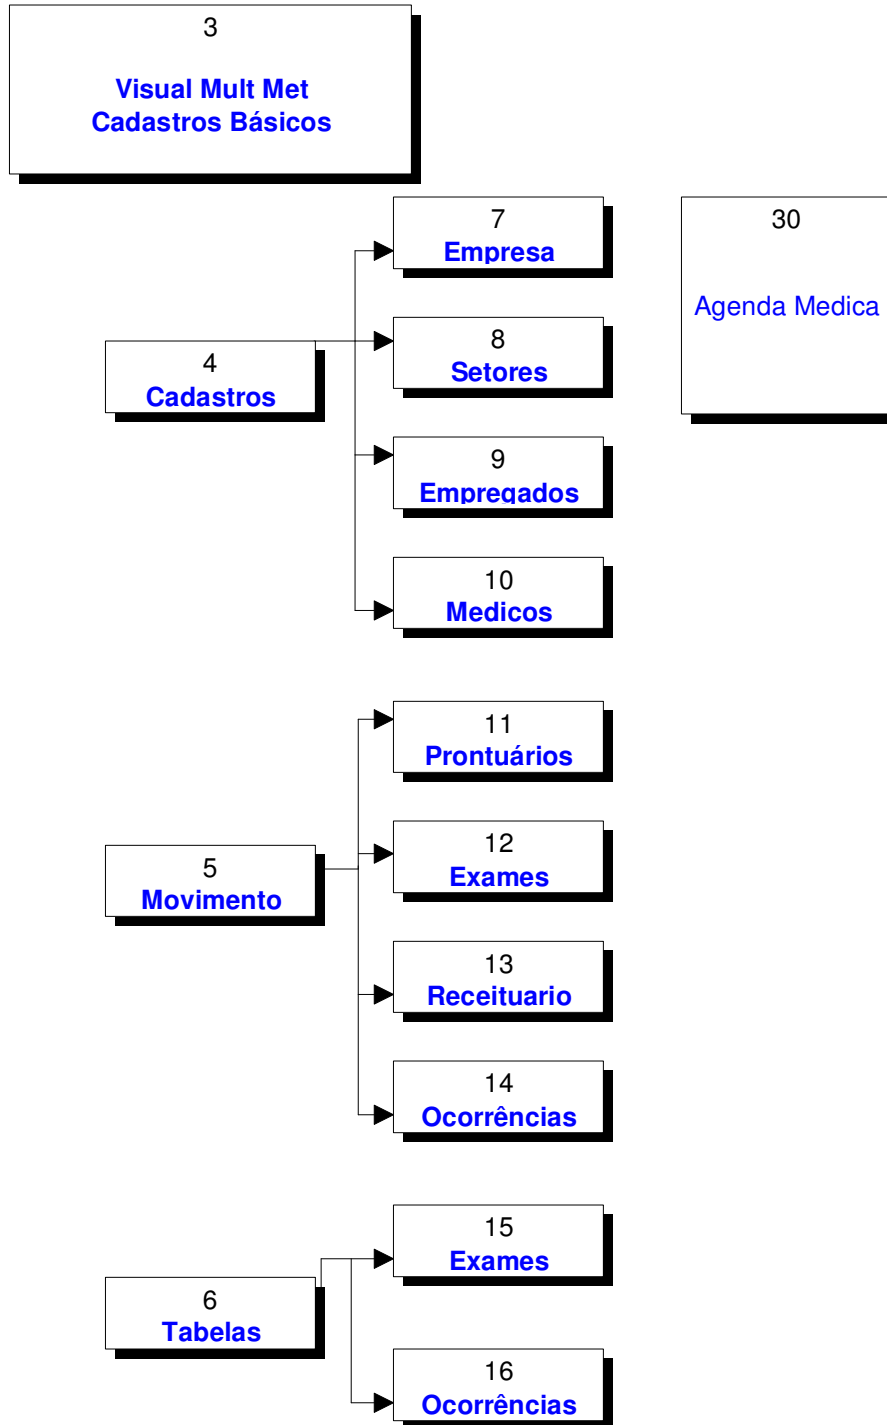 3
Visual Mult Met
Cadastros Básicos
7
Empresa
30
Agenda Medica
4
Cadastros
8
Setores
9
Empregados
10
Medicos
11
Prontuários
5
Movimento
12
Exames
13
Receituario
14
Ocorrências
15
Exames
6
Tabelas
16
Ocorrências